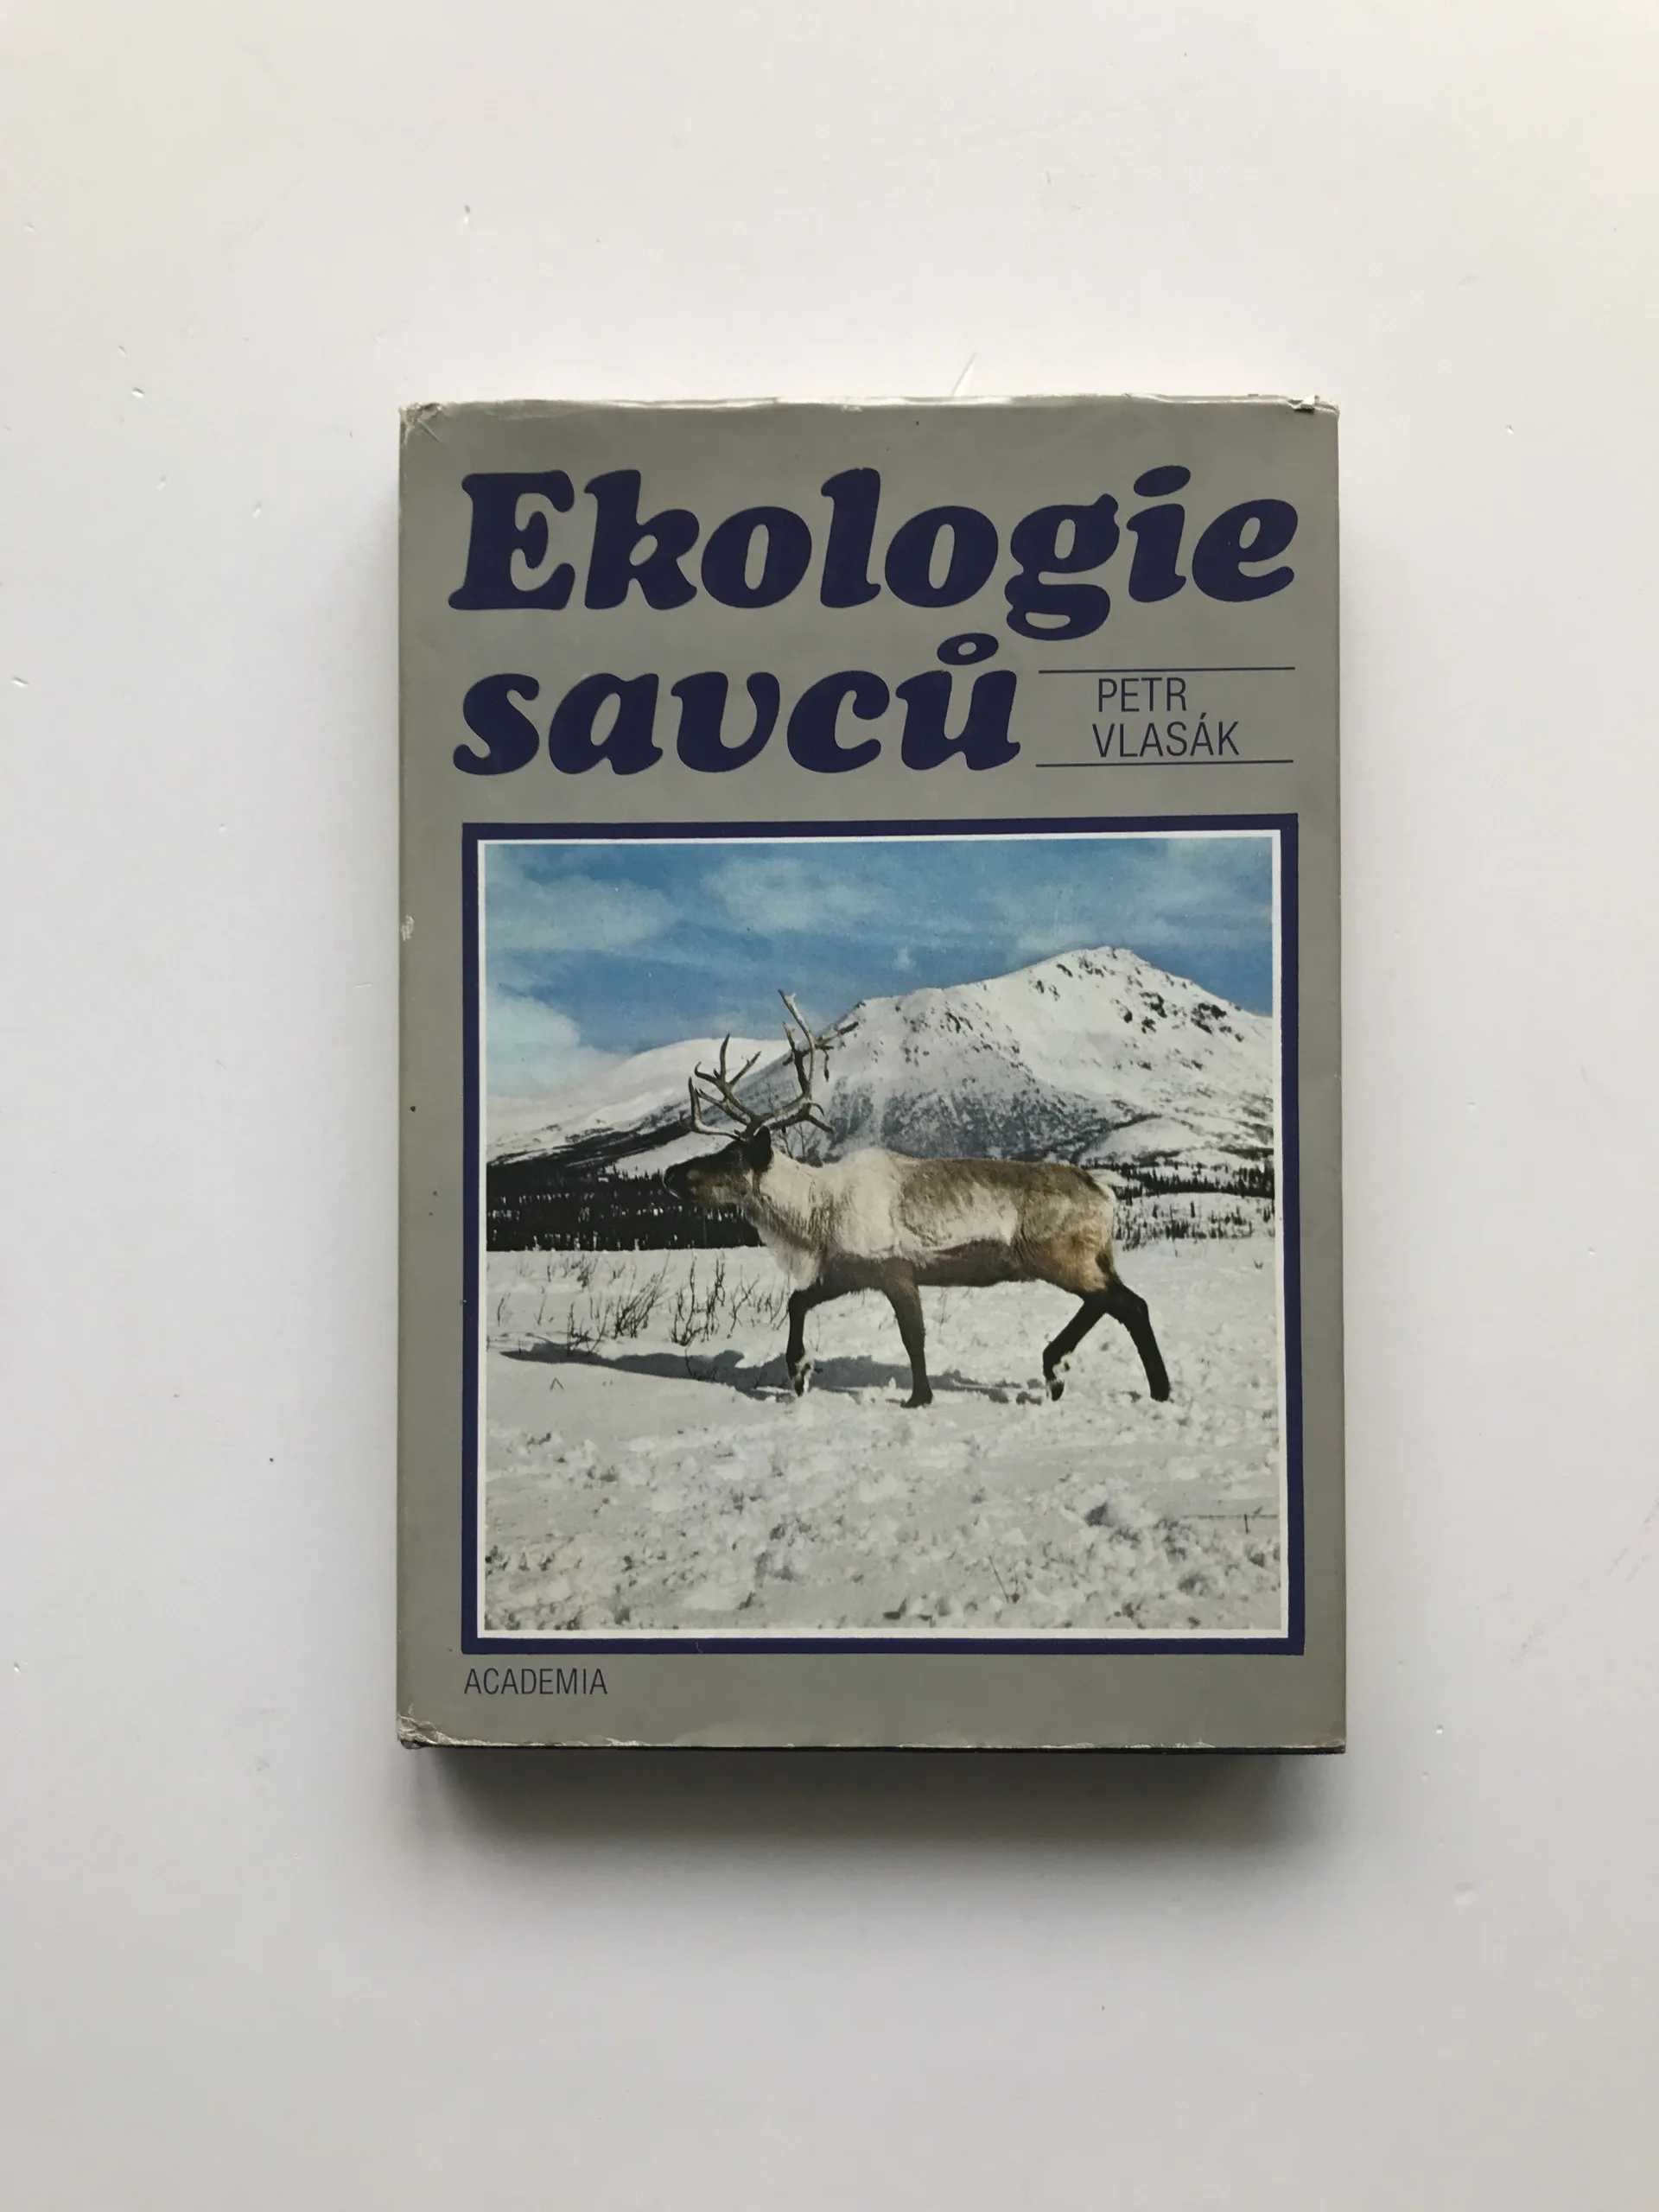 Ekologie
savců
PETR
VLASÁK
ACADEMIA